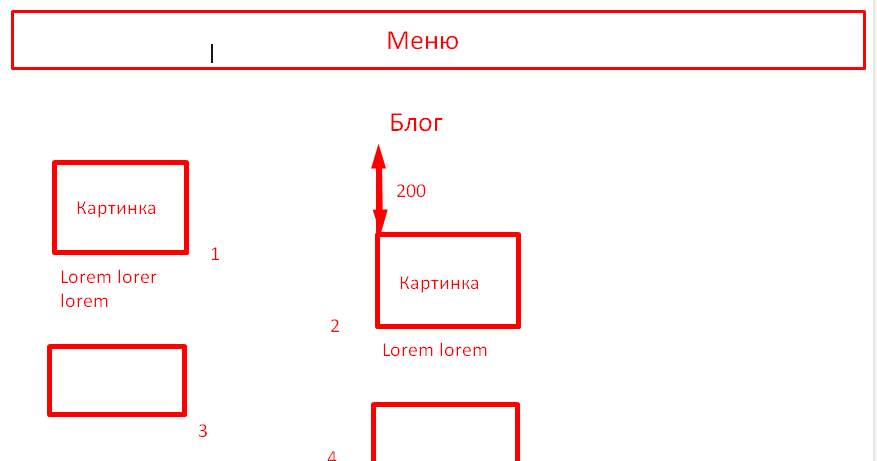 Меню
Блог
200
Картинка
1
Lorem lorer
lorem
Картинка
2
Lorem lorem
3
4